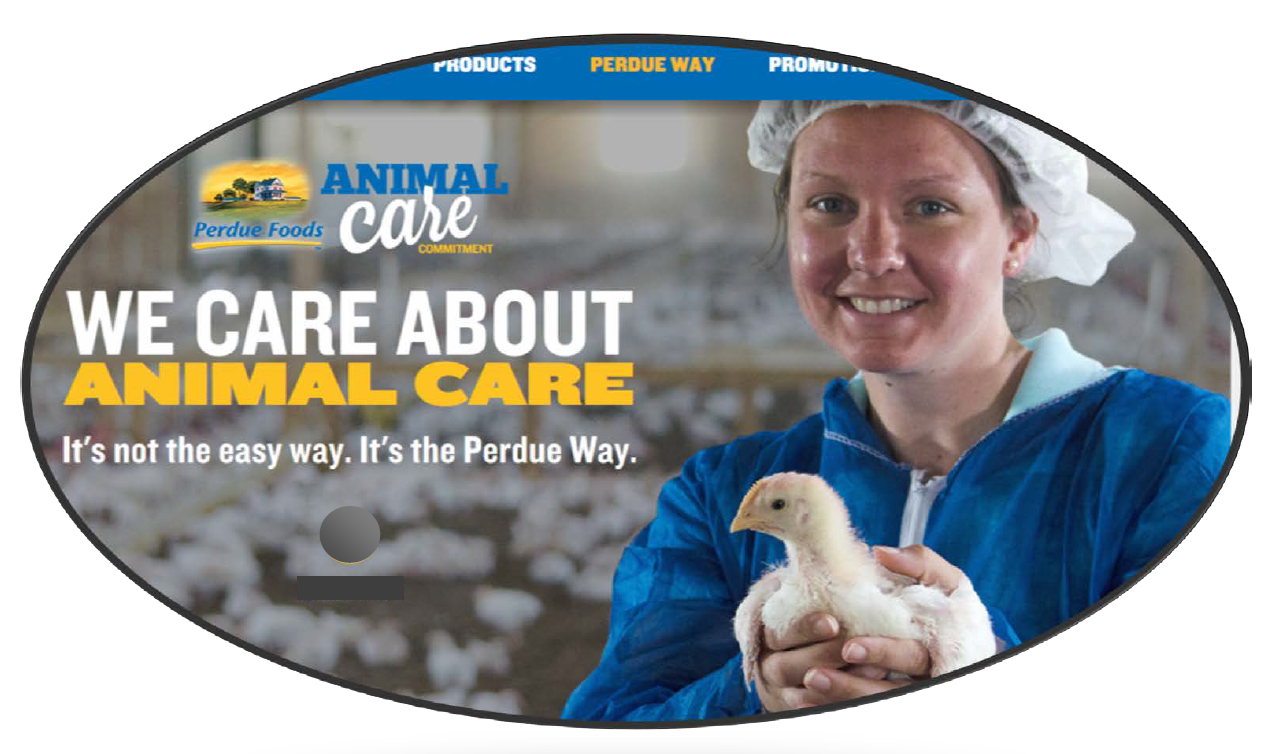 PRODUCTS PERDUE WAY
ANIMAL
care
Perdue Foods
COMMITMENT
WE CARE ABOUT
ANIMAL CARE
It's not the easy way. It's the Perdue Way.